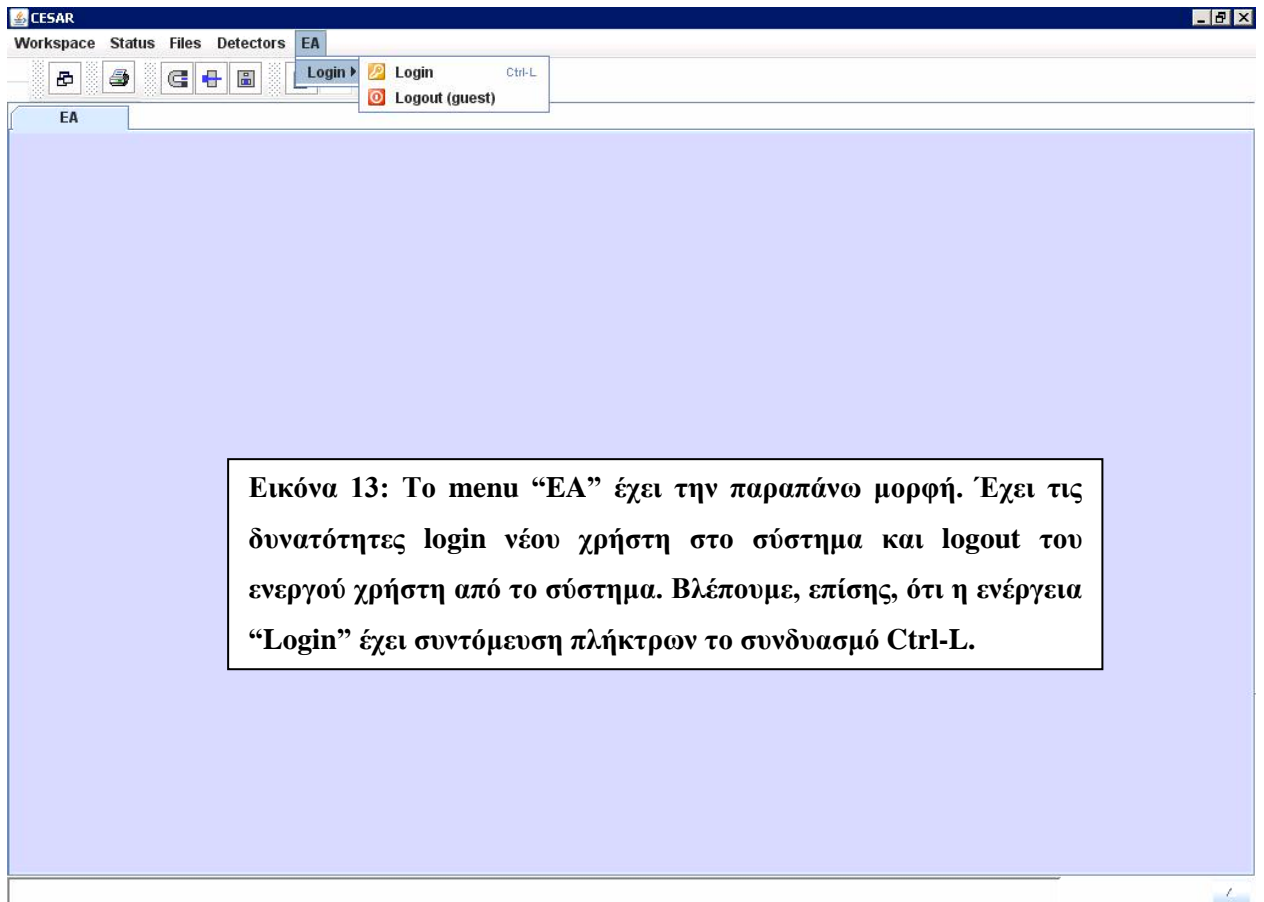 CESAR
Workspace Status Files Detectors EA
Login Login Ctrl-L
Logout (guest)
EA
Εικόνα 13: Το menu “EA” έχει την παραπάνω μορφή. Έχει τις
δυνατότητες login νέου χρήστη στο σύστημα και logout του
ενεργού χρήστη από το σύστημα. Βλέπουμε, επίσης, ότι η ενέργεια
“Login” έχει συντόμευση πλήκτρων το συνδυασμό Ctrl-L.